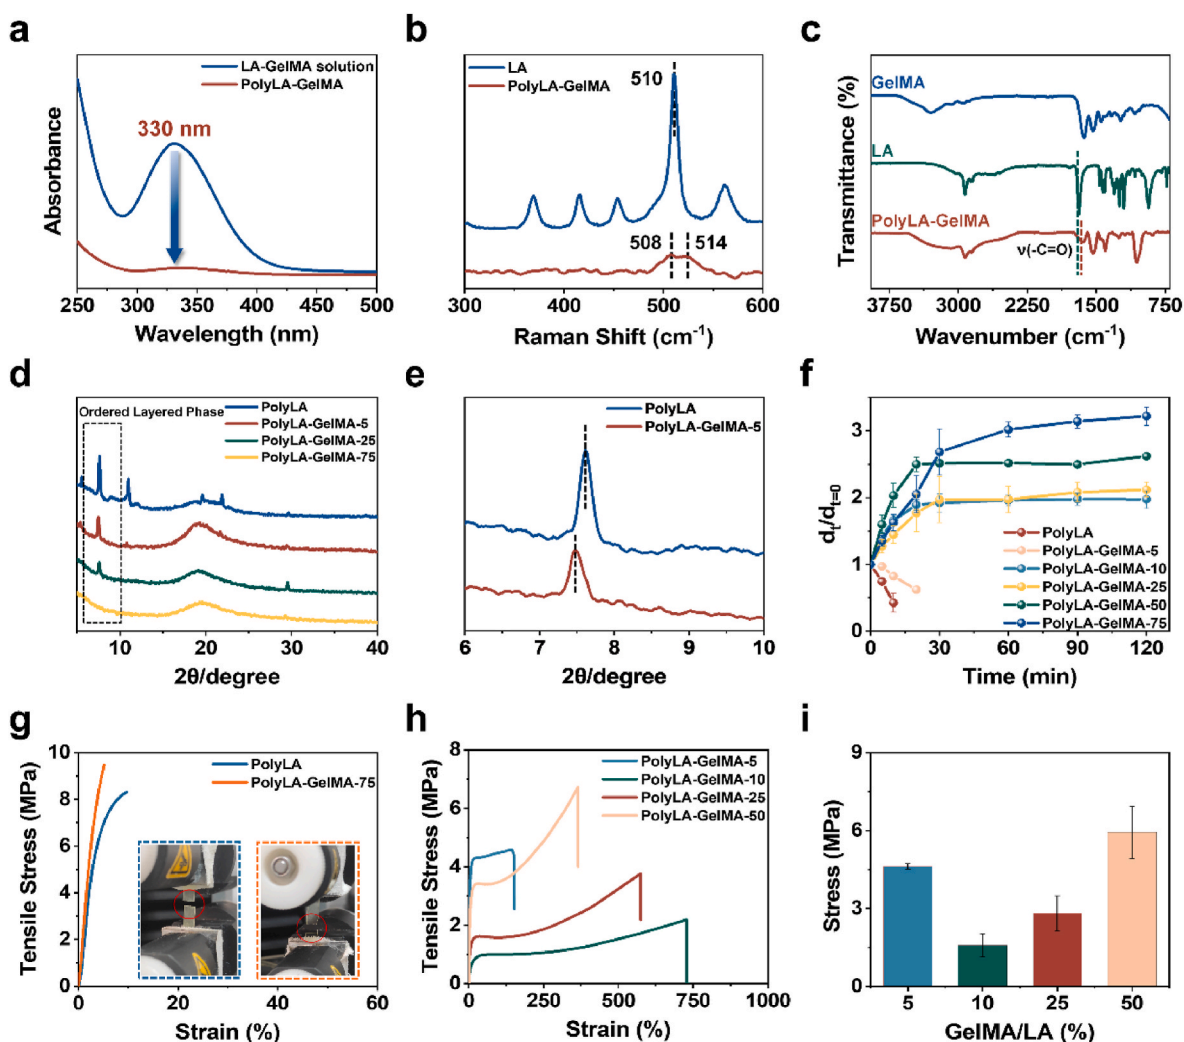 a
LA-GelMA solution
PolyLA-GelMA
330 nm
Absorbance
250 300 350 400 450 500
Wavelength (nm)
b
LA
PolyLA-GelMA
510
508 514
300 400 500 600
Raman Shift (cm⁻¹)
c
GelMA
LA
PolyLA-GelMA
ν(-C=O)
Transmittance (%)
3750 3000 2250 1500 750
Wavenumber (cm⁻¹)
d
Ordered Layered Phase
PolyLA
PolyLA-GelMA-5
PolyLA-GelMA-25
PolyLA-GelMA-75
10 20 30 40
2θ/degree
e
PolyLA
PolyLA-GelMA-5
6 7 8 9 10
2θ/degree
f
3
2
1
0
dt/dt=0
PolyLA
PolyLA-GelMA-5
PolyLA-GelMA-10
PolyLA-GelMA-25
PolyLA-GelMA-50
PolyLA-GelMA-75
0 30 60 90 120
Time (min)
g
10
8
6
4
2
0
Tensile Stress (MPa)
PolyLA
PolyLA-GelMA-75
0 20 40 60
Strain (%)
h
8
6
4
2
0
Tensile Stress (MPa)
PolyLA-GelMA-5
PolyLA-GelMA-10
PolyLA-GelMA-25
PolyLA-GelMA-50
0 250 500 750 1000
Strain (%)
i
9
6
3
0
Stress (MPa)
5 10 25 50
GelMA/LA (%)